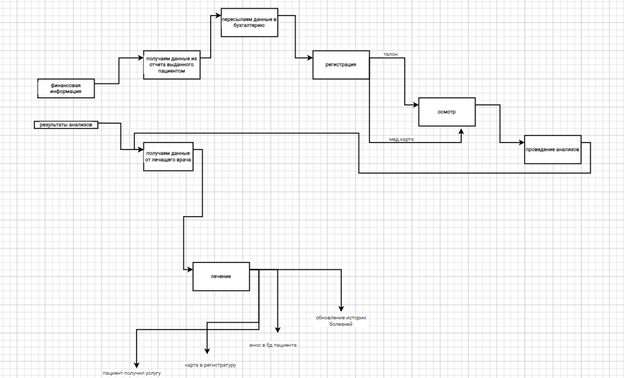 пересылаем данные в
бухгалтерию
получаем данные из
отчета выданного
пациентом
регистрация
талон
финансовая
информация
осмотр
результаты анализов
мед.карта
получаем данные
от лечащего врача
проведение анализов
лечение
обновление истории
болезней
внос в бд пациента
карта в регистратуру
пациент получил услугу